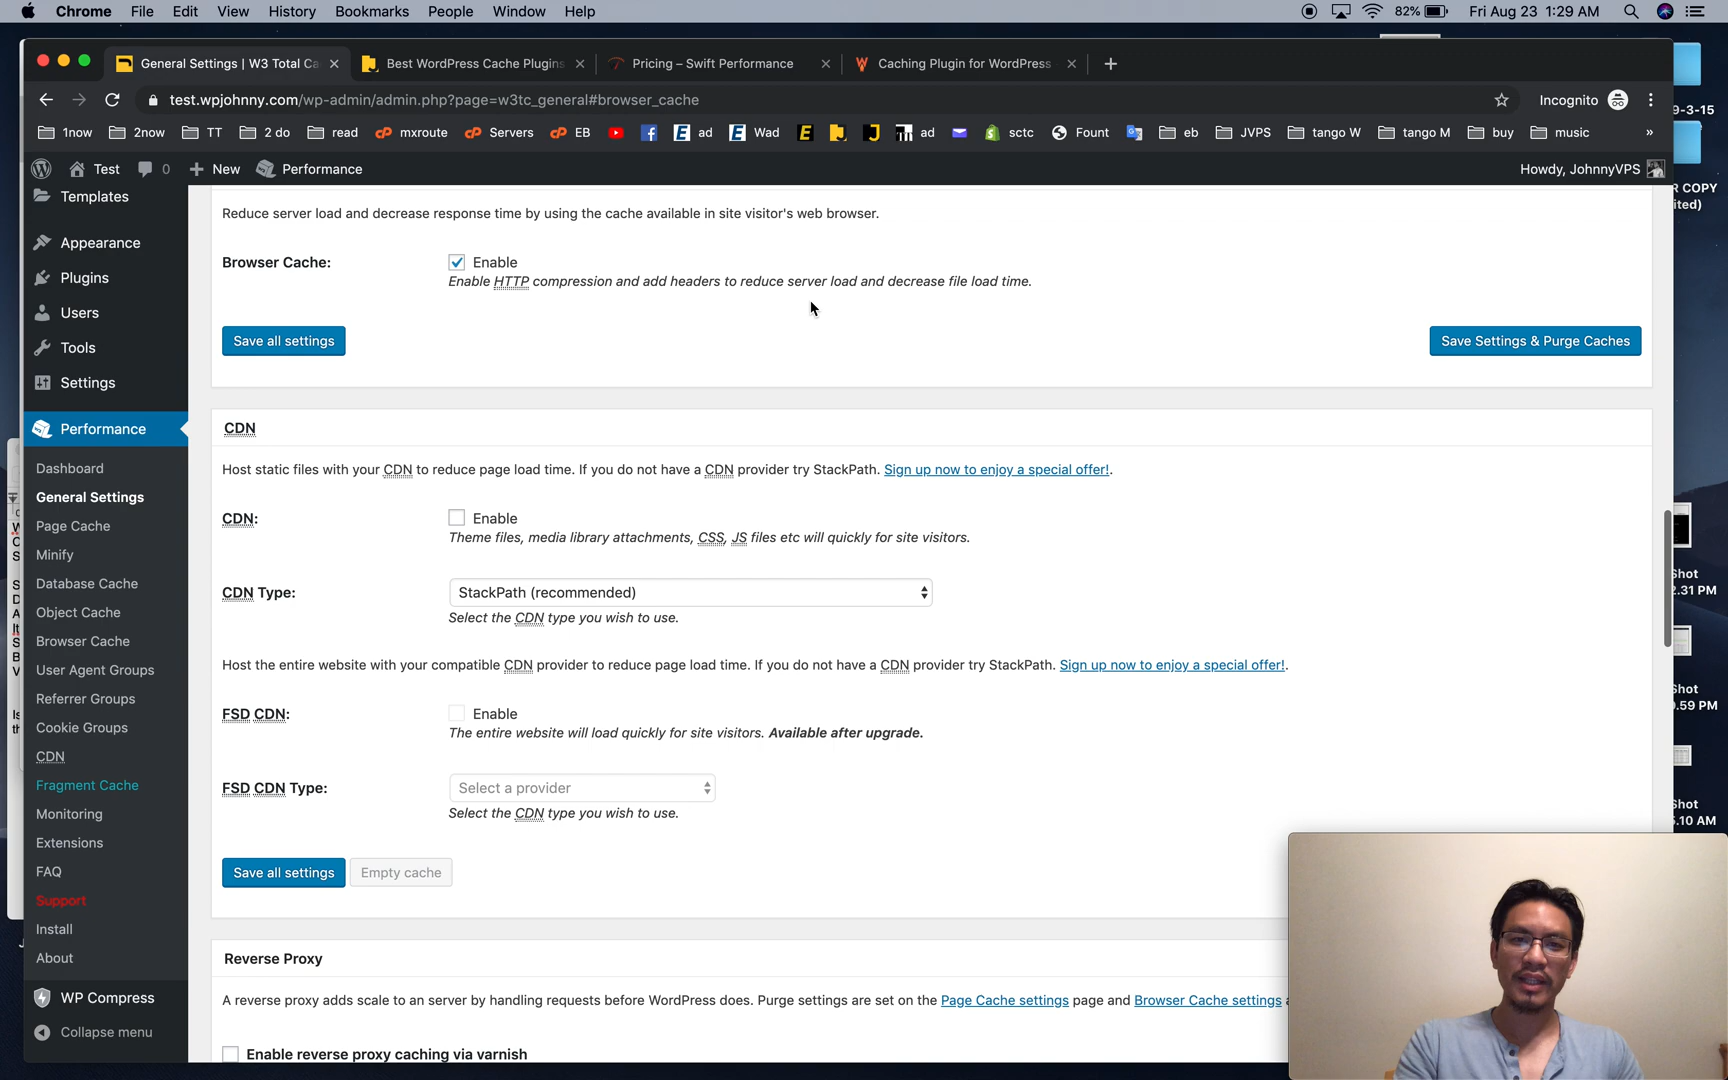 Chrome File Edit View History Bookmarks People Window Help 82% Fri Aug 23 1:29 AM
General Settings | W3 Total Ca Best WordPress Cache Plugins Pricing – Swift Performance Caching Plugin for WordPress
test.wpjohnny.com/wp-admin/admin.php?page=w3tc_general#browser_cache Incognito
1now 2now TT 2 do read mxroute Servers EB ad Wad ad sctc Fount eb JVPS tango W tango M buy music »
Test 0 New Performance Howdy, JohnnyVPS
Templates
Appearance
Plugins
Users
Tools
Settings
Performance
Dashboard
General Settings
Page Cache
Minify
Database Cache
Object Cache
Browser Cache
User Agent Groups
Referrer Groups
Cookie Groups
CDN
Fragment Cache
Monitoring
Extensions
FAQ
Support
Install
About
WP Compress
Collapse menu
Reduce server load and decrease response time by using the cache available in site visitor's web browser.
Browser Cache: Enable
Enable HTTP compression and add headers to reduce server load and decrease file load time.
Save all settings Save Settings & Purge Caches
CDN
Host static files with your CDN to reduce page load time. If you do not have a CDN provider try StackPath. Sign up now to enjoy a special offer!.
CDN: Enable
Theme files, media library attachments, CSS, JS files etc will quickly for site visitors.
CDN Type: StackPath (recommended)
Select the CDN type you wish to use.
Host the entire website with your compatible CDN provider to reduce page load time. If you do not have a CDN provider try StackPath. Sign up now to enjoy a special offer!.
FSD CDN: Enable
The entire website will load quickly for site visitors. Available after upgrade.
FSD CDN Type: Select a provider
Select the CDN type you wish to use.
Save all settings Empty cache
Reverse Proxy
A reverse proxy adds scale to an server by handling requests before WordPress does. Purge settings are set on the Page Cache settings page and Browser Cache settings
Enable reverse proxy caching via varnish
9-3-15
R COPY
ited)
Shot
2.31 PM
Shot
.59 PM
Shot
.10 AM